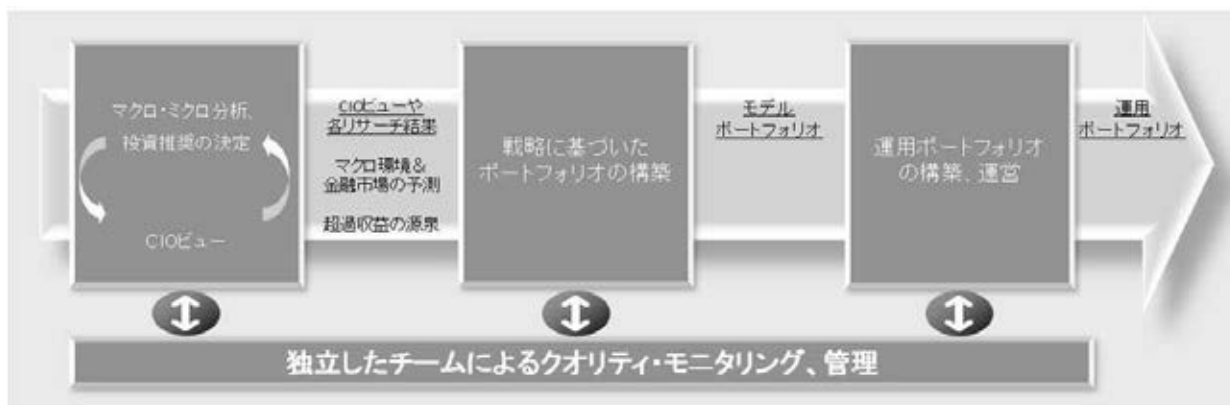 マクロ・ミクロ分析、
投資推奨の決定
CIOビュー
CIOビューや
各リサーチ結果
マクロ環境&
金融市場の予測
超過収益の源泉
戦略に基づいた
ポートフォリオの構築
モデル
ポートフォリオ
運用ポートフォリオ
の構築、運営
運用
ポートフォリオ
独立したチームによるクオリティ・モニタリング、管理